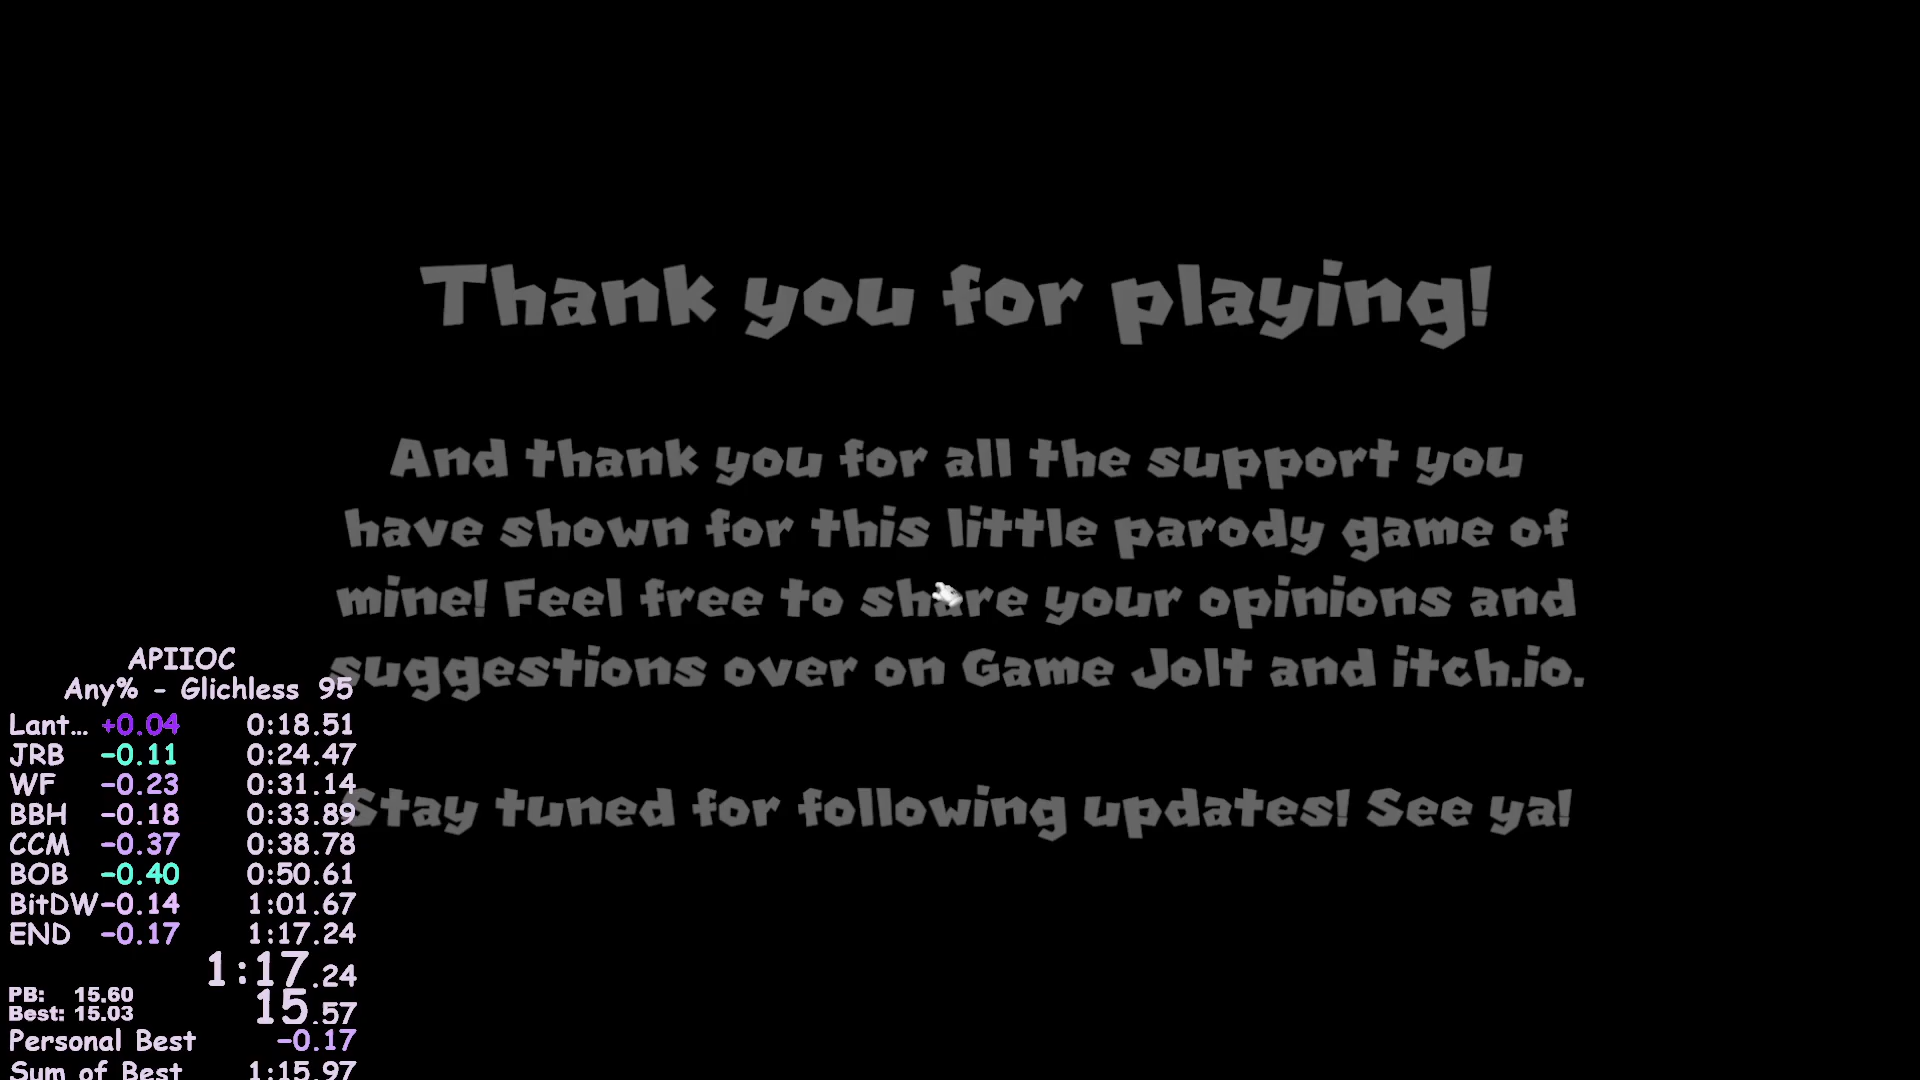 Thank you for playing!
And thank you for all the support you
have shown for this little parody game of
mine! Feel free to share your opinions and
suggestions over on Game Jolt and itch.io.
Stay tuned for following updates! See ya!
APIIOC
Any% - Glichless 95
Lant... +0.04 0:18.51
JRB -0.11 0:24.47
WF -0.23 0:31.14
BBH -0.18 0:33.89
CCM -0.37 0:38.78
BOB -0.40 0:50.61
BitDW -0.14 1:01.67
END -0.17 1:17.24
1:17.24
PB: 15.60
Best: 15.03
15.57
Personal Best -0.17
Sum of Best 1:15.97